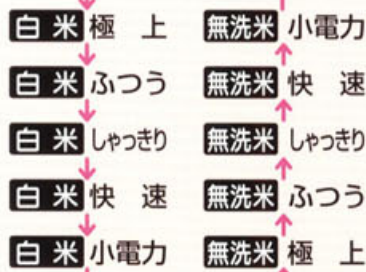 白米 極上
白米 ふつう
白米 しゃっきり
白米 快速
白米 小電力
無洗米 小電力
無洗米 快速
無洗米 しゃっきり
無洗米 ふつう
無洗米 極上